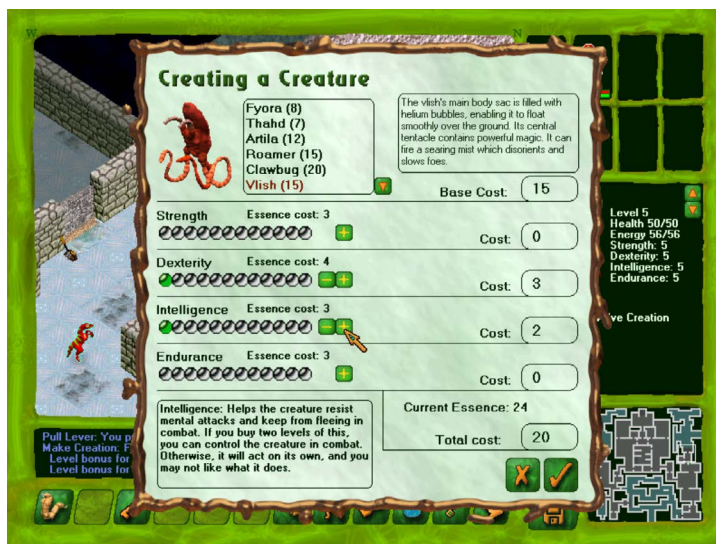 W
N
Creating a Creature
Fyora (8)
Thahd (7)
Artila (12)
Roamer (15)
Clawbug (20)
Vlish (15)
The vlish's main body sac is filled with
helium bubbles, enabling it to float
smoothly over the ground. Its central
tentacle contains powerful magic. It can
fire a searing mist which disorients and
slows foes.
Base Cost: 15
Strength Essence cost: 3
Cost: 0
Dexterity Essence cost: 4
Cost: 3
Intelligence Essence cost: 3
Cost: 2
Endurance Essence cost: 3
Cost: 0
Intelligence: Helps the creature resist
mental attacks and keep from fleeing in
combat. If you buy two levels of this,
you can control the creature in combat.
Otherwise, it will act on its own, and you
may not like what it does.
Current Essence: 24
Total cost: 20
Level 5
Health 50/50
Energy 56/56
Strength: 5
Dexterity: 5
Intelligence: 5
Endurance: 5
Creation
Pull Lever: You p
Make Creation: F
Level bonus for
Level bonus for